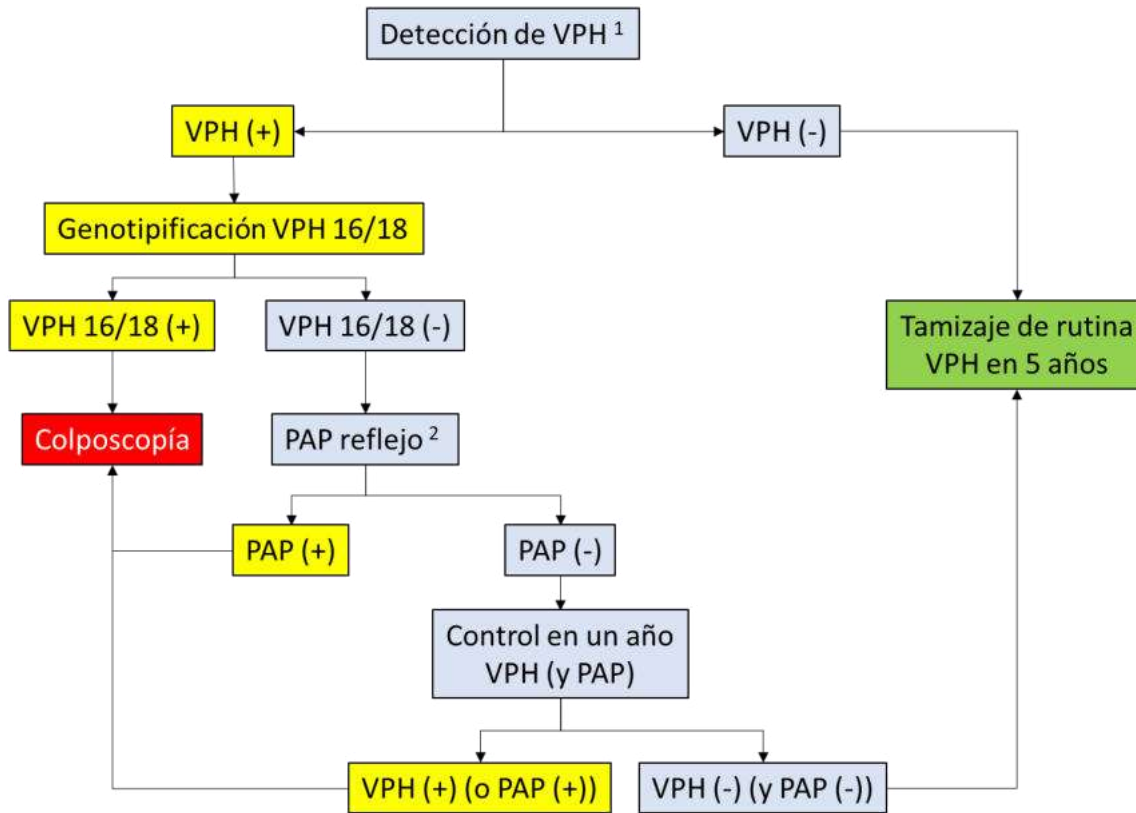 Detección de VPH ¹
VPH (+)
VPH (-)
Genotipificación VPH 16/18
VPH 16/18 (+)
VPH 16/18 (-)
Tamizaje de rutina
VPH en 5 años
Colposcopía
PAP reflejo ²
PAP (+)
PAP (-)
Control en un año
VPH (y PAP)
VPH (+) (o PAP (+))
VPH (-) (y PAP (-))